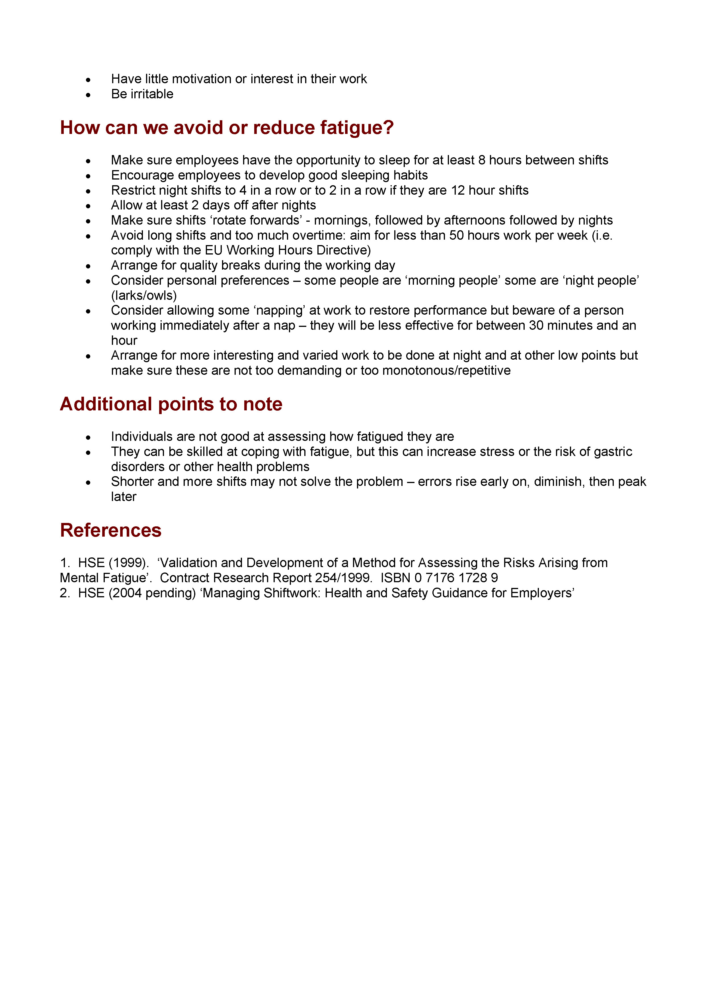 • Have little motivation or interest in their work
• Be irritable
How can we avoid or reduce fatigue?
• Make sure employees have the opportunity to sleep for at least 8 hours between shifts
• Encourage employees to develop good sleeping habits
• Restrict night shifts to 4 in a row or to 2 in a row if they are 12 hour shifts
• Allow at least 2 days off after nights
• Make sure shifts ‘rotate forwards’ - mornings, followed by afternoons followed by nights
• Avoid long shifts and too much overtime: aim for less than 50 hours work per week (i.e.
comply with the EU Working Hours Directive)
• Arrange for quality breaks during the working day
• Consider personal preferences – some people are ‘morning people’ some are ‘night people’
(larks/owls)
• Consider allowing some ‘napping’ at work to restore performance but beware of a person
working immediately after a nap – they will be less effective for between 30 minutes and an
hour
• Arrange for more interesting and varied work to be done at night and at other low points but
make sure these are not too demanding or too monotonous/repetitive
Additional points to note
• Individuals are not good at assessing how fatigued they are
• They can be skilled at coping with fatigue, but this can increase stress or the risk of gastric
disorders or other health problems
• Shorter and more shifts may not solve the problem – errors rise early on, diminish, then peak
later
References
1. HSE (1999). ‘Validation and Development of a Method for Assessing the Risks Arising from
Mental Fatigue’. Contract Research Report 254/1999. ISBN 0 7176 1728 9
2. HSE (2004 pending) ‘Managing Shiftwork: Health and Safety Guidance for Employers’